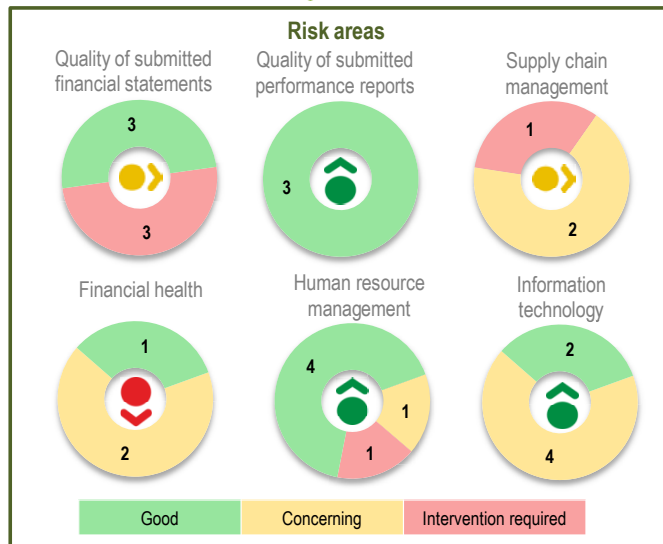 Risk areas
Quality of submitted
financial statements
3
3
Quality of submitted
performance reports
3
Supply chain
management
1
2
Financial health
1
2
Human resource
management
4
1
1
Information
technology
2
4
Good
Concerning
Intervention required